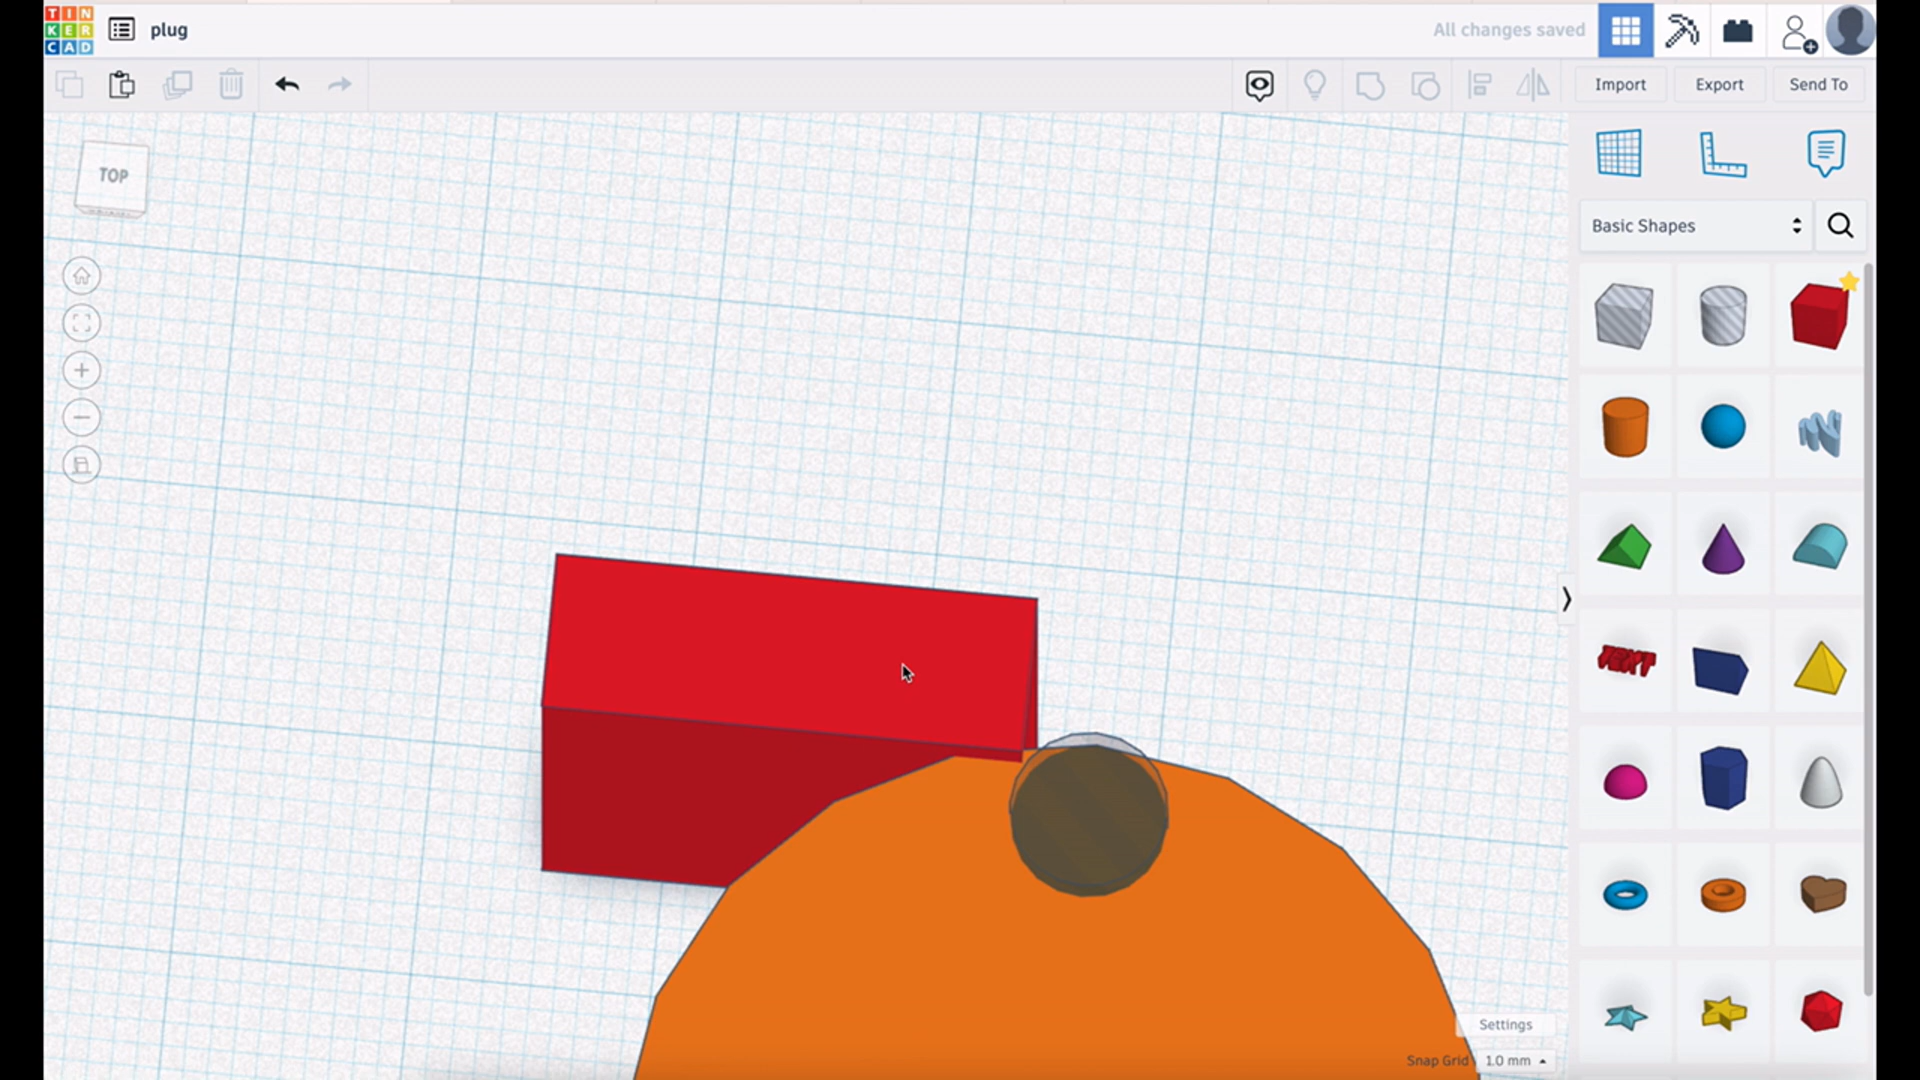 TIN
KER
CAD
plug
All changes saved
Import
Export
Send To
TOP
Basic Shapes
TEXT
Settings
Snap Grid
1.0 mm